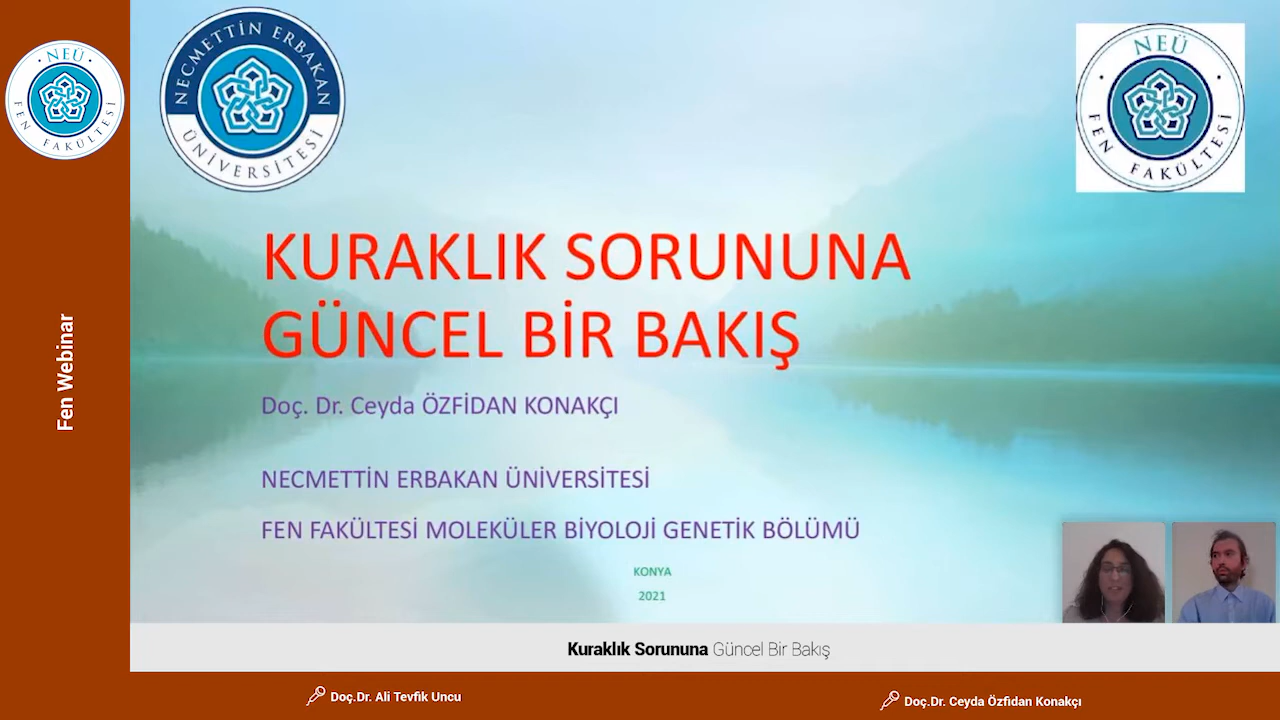 · NEÜ ·
FEN FAKÜLTESİ
Fen Webinar
NECMETTİN ERBAKAN
ÜNİVERSİTESİ
· NEÜ ·
FEN FAKÜLTESİ
KURAKLIK SORUNUNA
GÜNCEL BİR BAKIŞ
Doç. Dr. Ceyda ÖZFİDAN KONAKÇI
NECMETTİN ERBAKAN ÜNİVERSİTESİ
FEN FAKÜLTESİ MOLEKÜLER BİYOLOJİ GENETİK BÖLÜMÜ
KONYA
2021
Kuraklık Sorununa Güncel Bir Bakış
Doç.Dr. Ali Tevfik Uncu
Doç.Dr. Ceyda Özfidan Konakçı